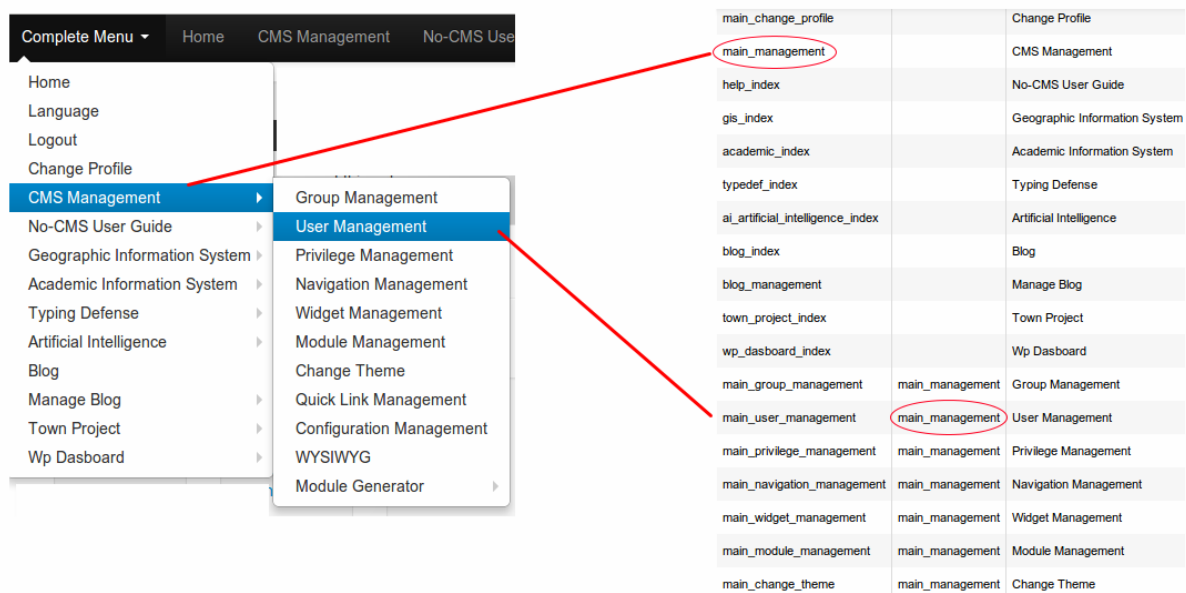 Complete Menu Home CMS Management No-CMS Use
Home
Language
Logout
Change Profile
CMS Management
No-CMS User Guide
Geographic Information System
Academic Information System
Typing Defense
Artificial Intelligence
Blog
Manage Blog
Town Project
Wp Dasboard
Group Management
User Management
Privilege Management
Navigation Management
Widget Management
Module Management
Change Theme
Quick Link Management
Configuration Management
WYSIWYG
Module Generator
main_change_profile Change Profile
main_management CMS Management
help_index No-CMS User Guide
gis_index Geographic Information System
academic_index Academic Information System
typedef_index Typing Defense
ai_artificial_intelligence_index Artificial Intelligence
blog_index Blog
blog_management Manage Blog
town_project_index Town Project
wp_dasboard_index Wp Dasboard
main_group_management main_management Group Management
main_user_management main_management User Management
main_privilege_management main_management Privilege Management
main_navigation_management main_management Navigation Management
main_widget_management main_management Widget Management
main_module_management main_management Module Management
main_change_theme main_management Change Theme